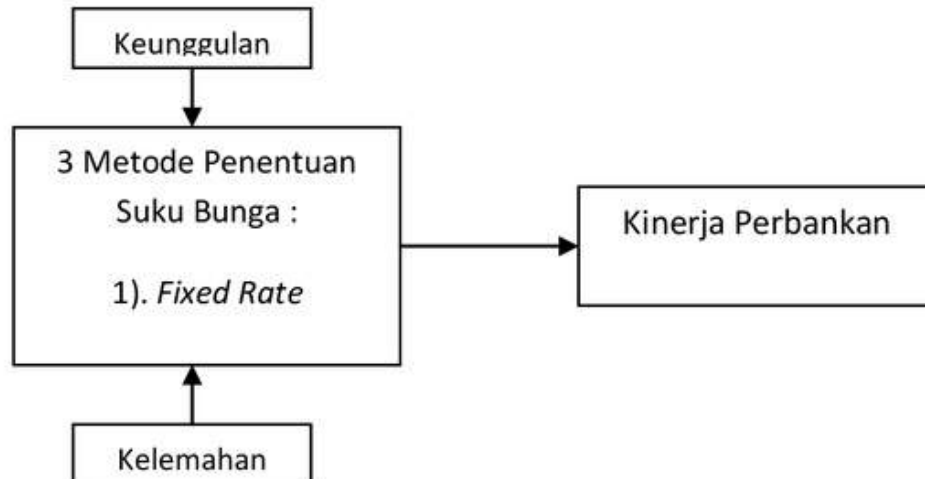 Keunggulan
3 Metode Penentuan
Suku Bunga :
1). Fixed Rate
Kinerja Perbankan
Kelemahan